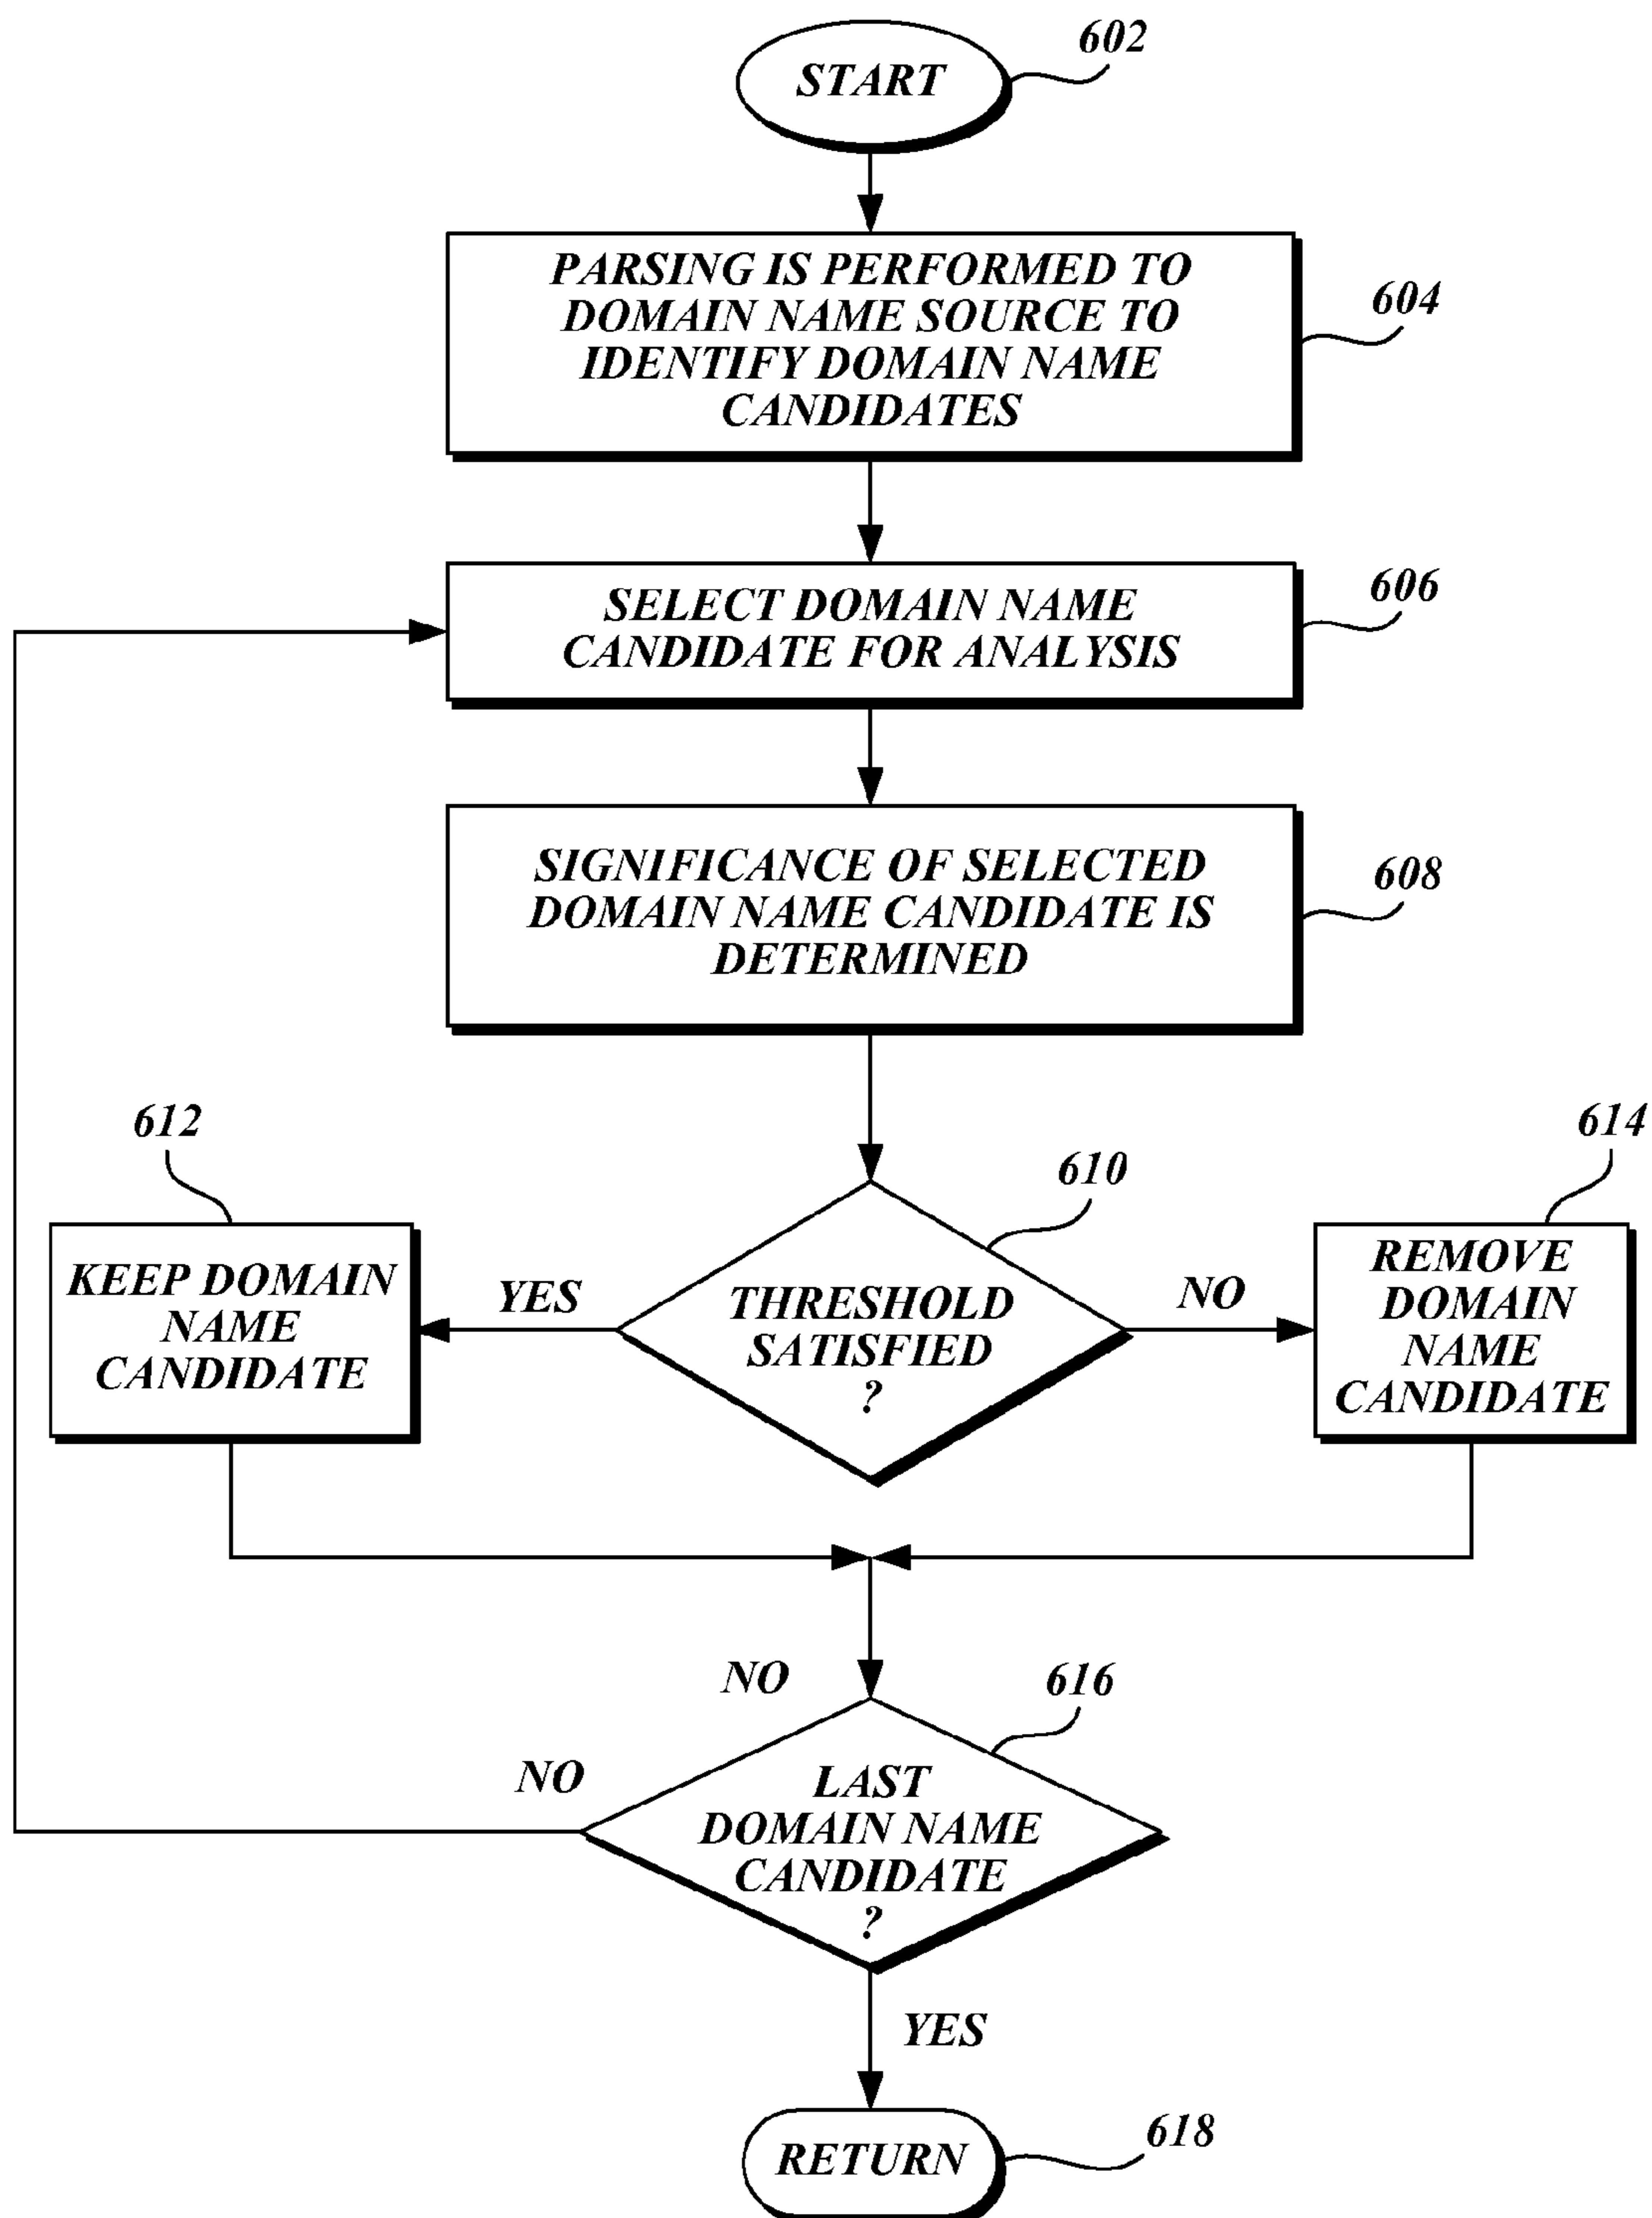 602
START
PARSING IS PERFORMED TO
DOMAIN NAME SOURCE TO
IDENTIFY DOMAIN NAME
CANDIDATES
604
SELECT DOMAIN NAME
CANDIDATE FOR ANALYSIS
606
SIGNIFICANCE OF SELECTED
DOMAIN NAME CANDIDATE IS
DETERMINED
608
612
KEEP DOMAIN
NAME
CANDIDATE
YES
610
THRESHOLD
SATISFIED
?
NO
614
REMOVE
DOMAIN
NAME
CANDIDATE
NO
616
NO
LAST
DOMAIN NAME
CANDIDATE
?
YES
RETURN
618